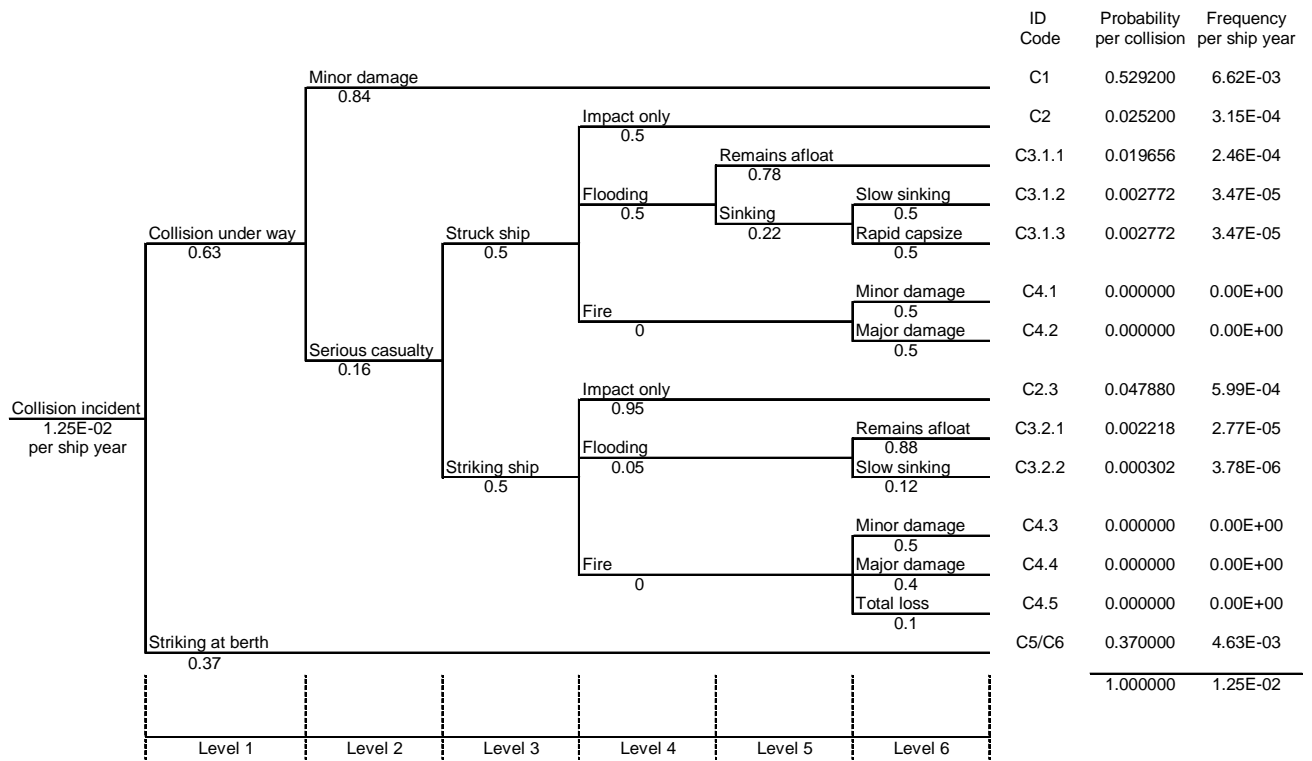 ID Probability Frequency
Code per collision per ship year
Minor damage C1 0.529200 6.62E-03
0.84
Impact only C2 0.025200 3.15E-04
0.5
Remains afloat C3.1.1 0.019656 2.46E-04
0.78
Flooding Slow sinking C3.1.2 0.002772 3.47E-05
0.5 Sinking 0.5
Collision under way Struck ship 0.22 Rapid capsize C3.1.3 0.002772 3.47E-05
0.63 0.5 0.5
Minor damage C4.1 0.000000 0.00E+00
Fire 0.5
0 Major damage C4.2 0.000000 0.00E+00
Serious casualty 0.5
0.16
Impact only C2.3 0.047880 5.99E-04
Collision incident 0.95
1.25E-02 Remains afloat C3.2.1 0.002218 2.77E-05
per ship year Flooding 0.88
Striking ship 0.05 Slow sinking C3.2.2 0.000302 3.78E-06
0.5 0.12
Minor damage C4.3 0.000000 0.00E+00
0.5
Fire Major damage C4.4 0.000000 0.00E+00
0 0.4
Total loss C4.5 0.000000 0.00E+00
0.1
Striking at berth C5/C6 0.370000 4.63E-03
0.37
1.000000 1.25E-02
Level 1 Level 2 Level 3 Level 4 Level 5 Level 6